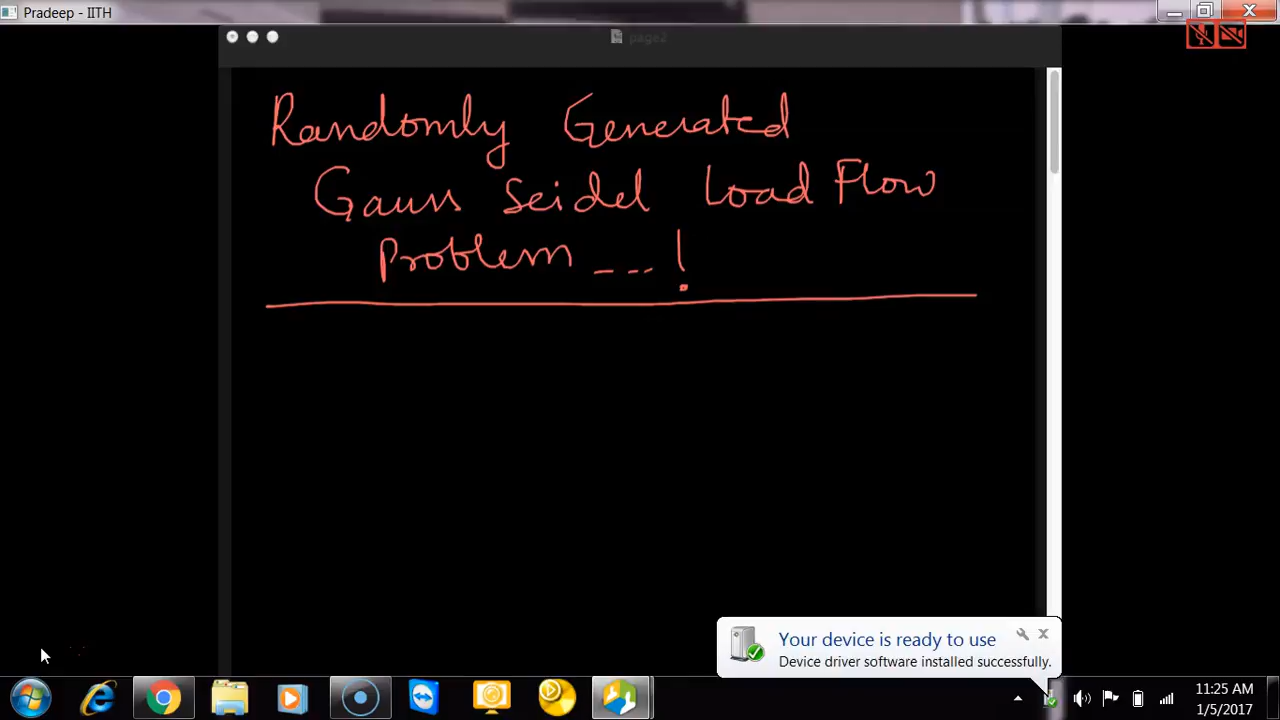 Pradeep - IITH
page2
Randomly Generated
Gauss Seidel Load Flow
Problem ---!
Your device is ready to use
Device driver software installed successfully.
11:25 AM
1/5/2017